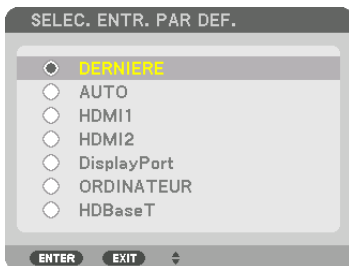 SELEC. ENTR. PAR DEF.
DERNIERE
AUTO
HDMI1
HDMI2
DisplayPort
ORDINATEUR
HDBaseT
ENTER EXIT